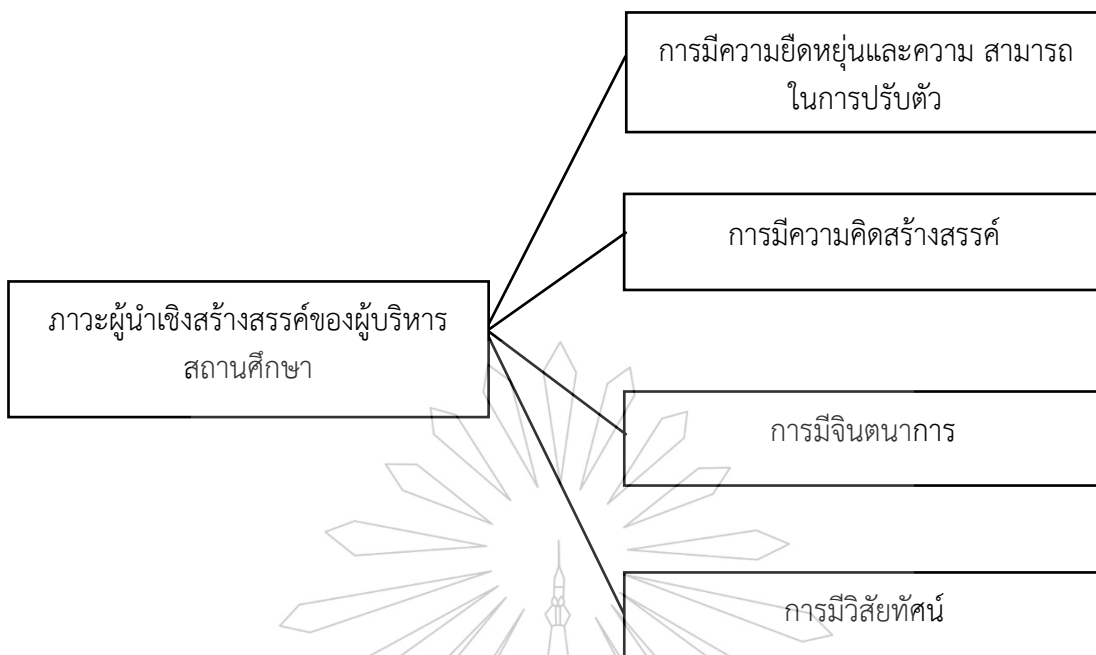 การมีความยืดหยุ่นและความ สามารถ
ในการปรับตัว
การมีความคิดสร้างสรรค์
ภาวะผู้นำเชิงสร้างสรรค์ของผู้บริหาร
สถานศึกษา
การมีจินตนาการ
การมีวิสัยทัศน์